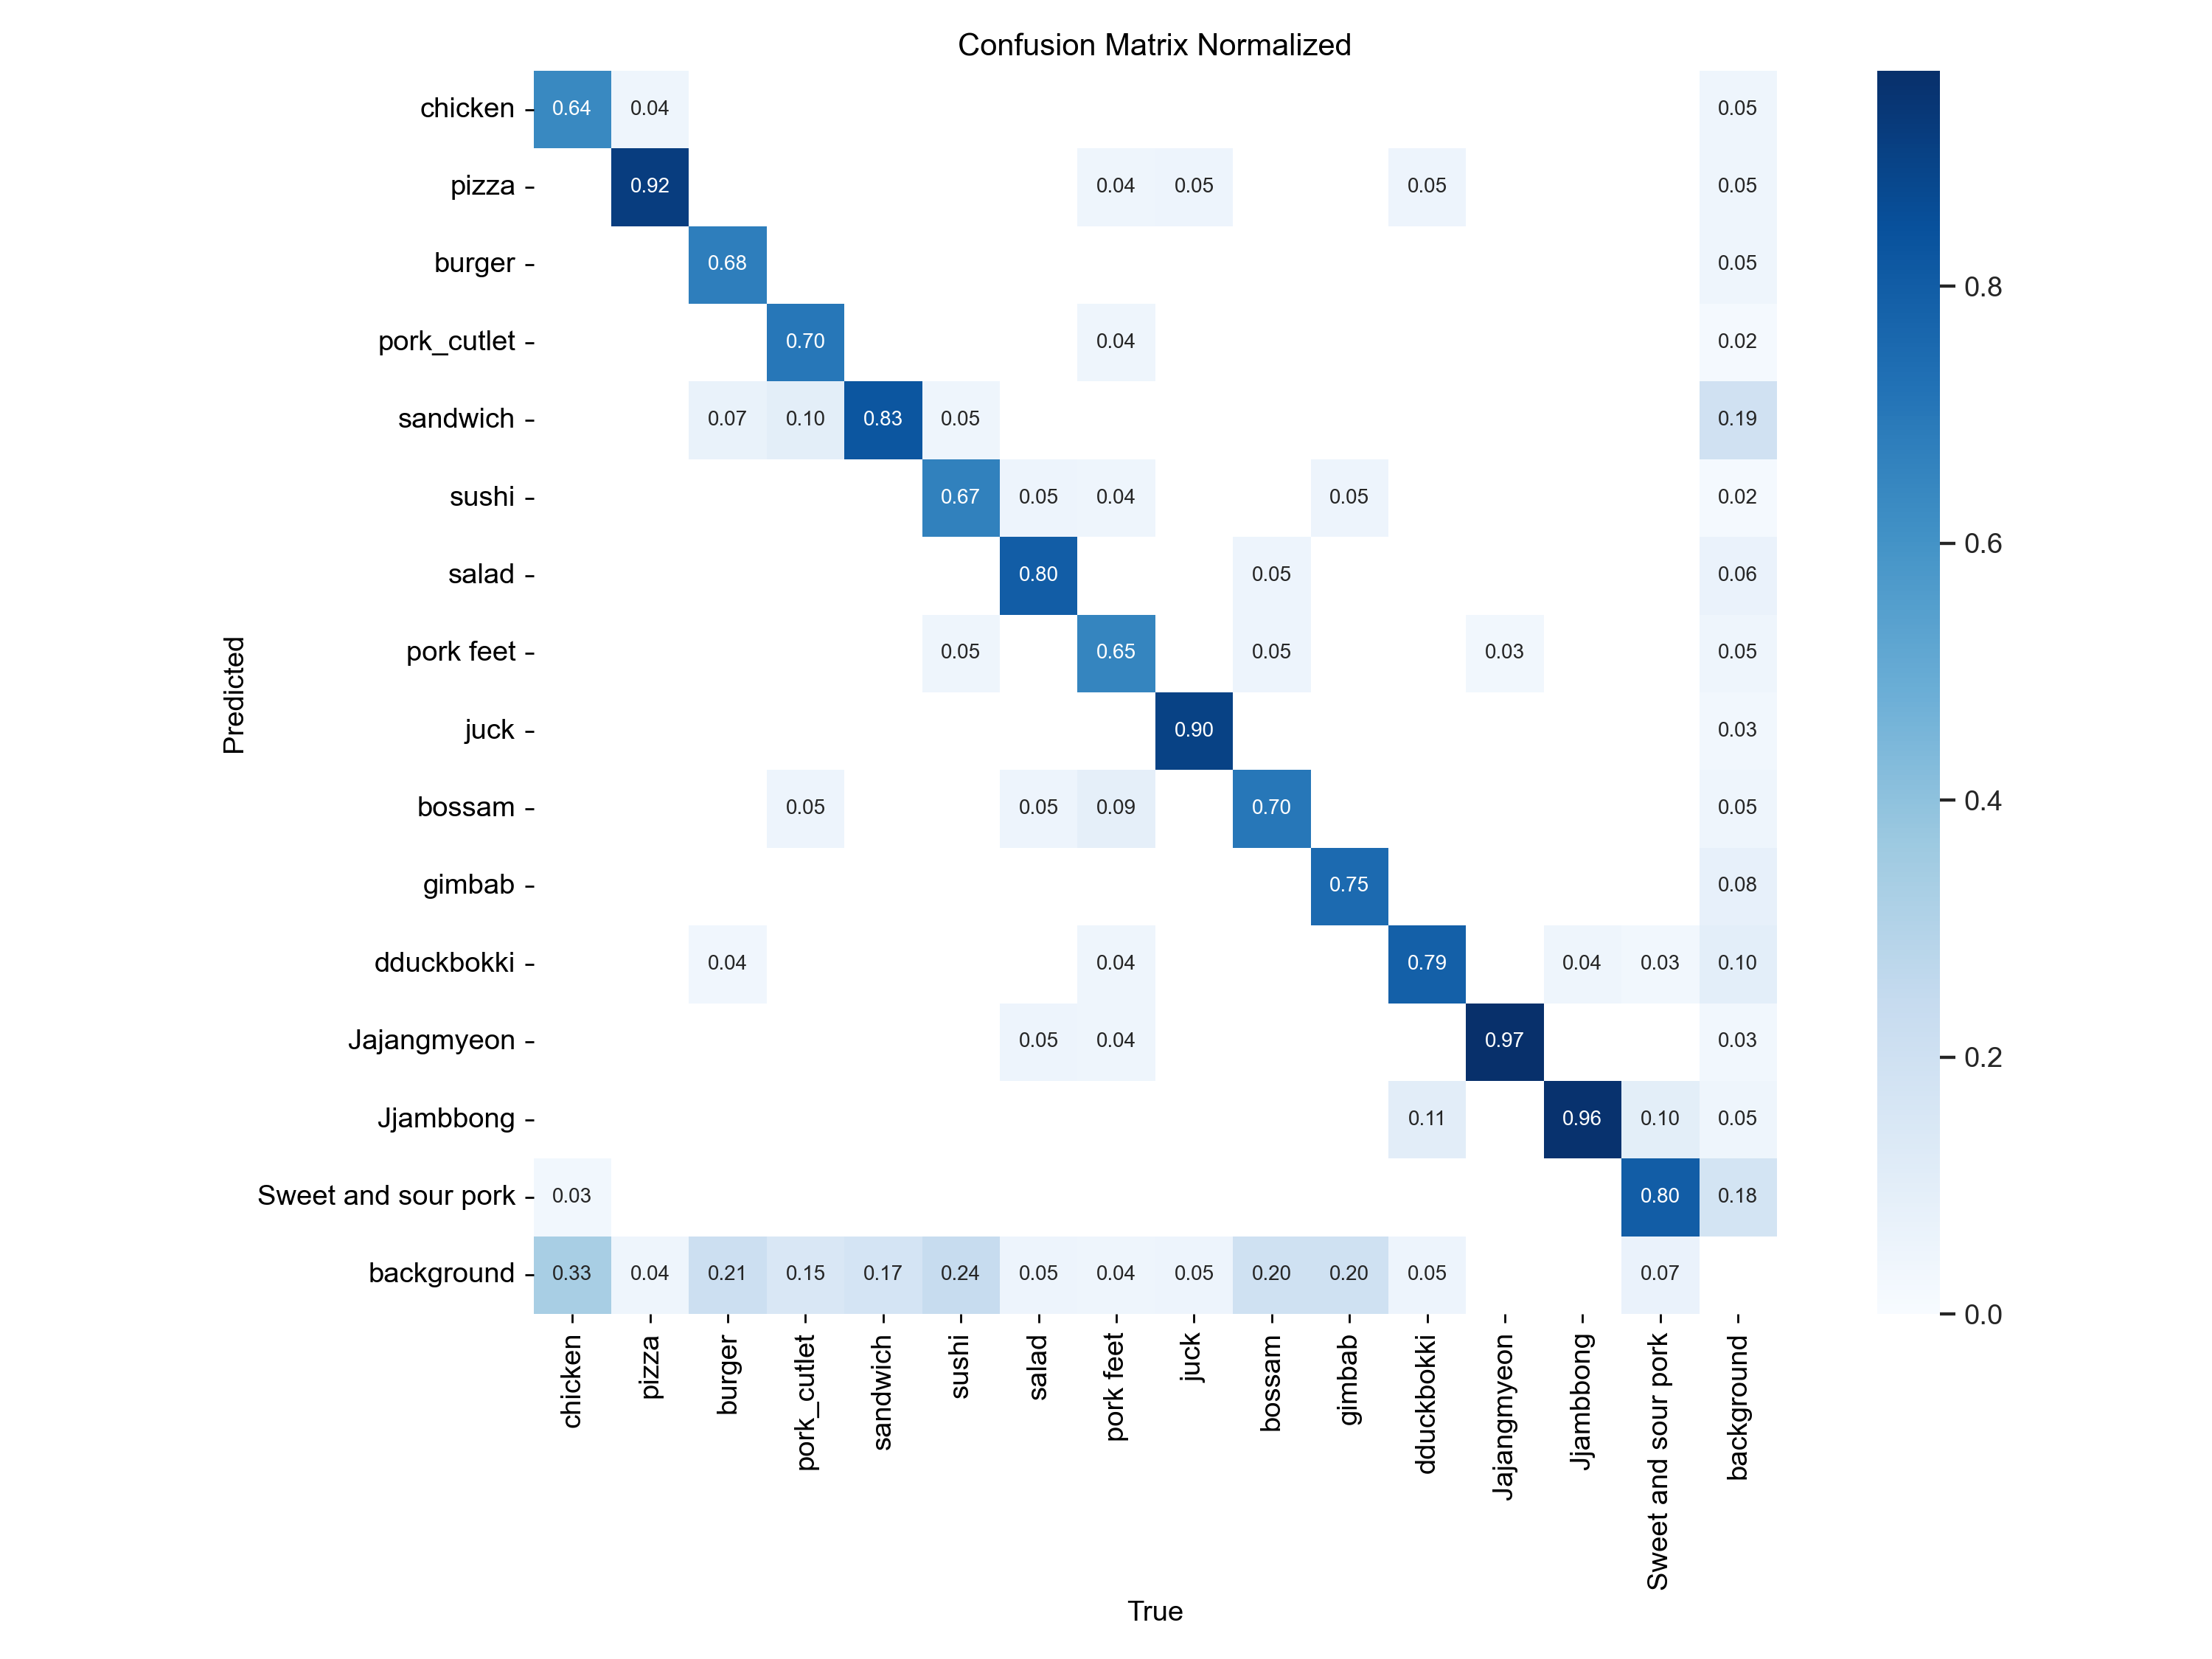 Confusion Matrix Normalized
chicken 0.64 0.04 0.05
pizza 0.92 0.04 0.05 0.05 0.05
burger 0.68 0.05
0.8
pork_cutlet 0.70 0.04 0.02
sandwich 0.07 0.10 0.83 0.05 0.19
sushi 0.67 0.05 0.04 0.05 0.02
0.6
salad 0.80 0.05 0.06
pork feet 0.05 0.65 0.05 0.03 0.05
Predicted
juck 0.90 0.03
bossam 0.05 0.05 0.09 0.70 0.05
0.4
gimbab 0.75 0.08
dduckbokki 0.04 0.04 0.79 0.04 0.03 0.10
Jajangmyeon 0.05 0.04 0.97 0.03
0.2
Jjambbong 0.11 0.96 0.10 0.05
Sweet and sour pork 0.03 0.80 0.18
background 0.33 0.04 0.21 0.15 0.17 0.24 0.05 0.04 0.05 0.20 0.20 0.05 0.07
0.0
chicken
pizza
burger
pork_cutlet
sandwich
sushi
salad
pork feet
juck
bossam
gimbab
dduckbokki
Jajangmyeon
Jjambbong
Sweet and sour pork
background
True